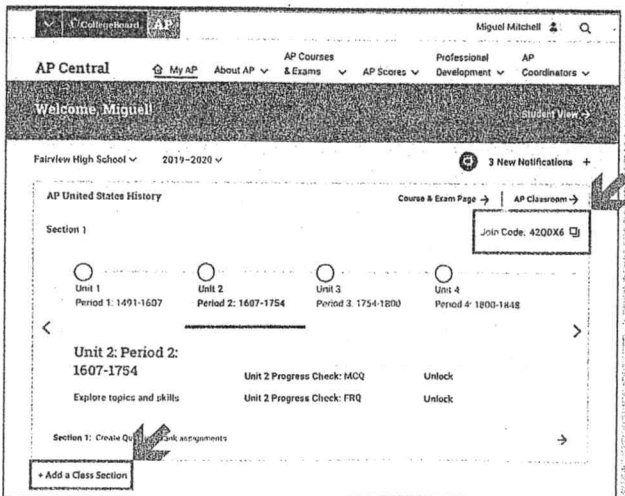 CollegeBoard AP
Miguel Mitchell
AP Central
My AP
About AP
AP Courses
& Exams
AP Scores
Professional
Development
AP
Coordinators
Welcome, Miguel!
Student View →
Fairview High School
2019-2020
3 New Notifications +
AP United States History
Course & Exam Page →
AP Classroom →
Section 1
Join Code: 42QDX6
Unit 1
Period 1: 1491-1607
Unit 2
Period 2: 1607-1754
Unit 3
Period 3: 1754-1800
Unit 4
Period 4: 1800-1848
Unit 2: Period 2:
1607-1754
Explore topics and skills
Unit 2 Progress Check: MCQ
Unlock
Unit 2 Progress Check: FRQ
Unlock
Section 1: Create assignments →
+ Add a Class Section